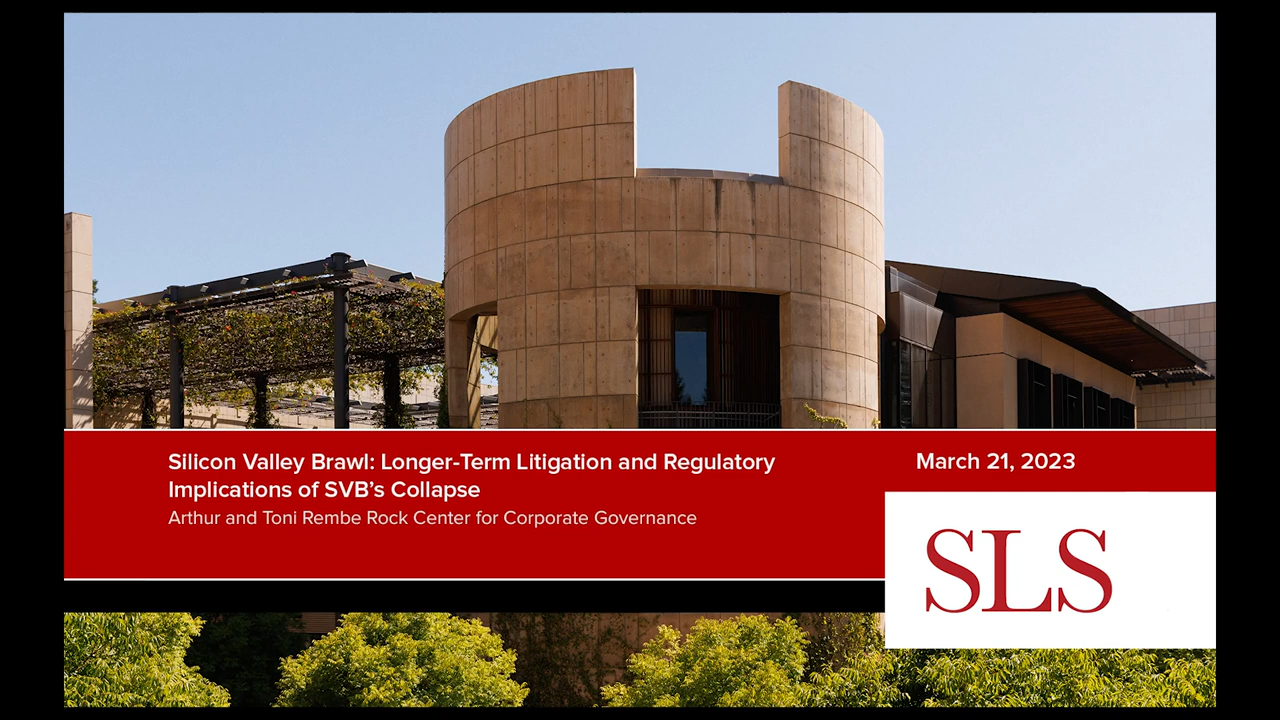 Silicon Valley Brawl: Longer-Term Litigation and Regulatory
Implications of SVB's Collapse
Arthur and Toni Rembe Rock Center for Corporate Governance
March 21, 2023
SLS